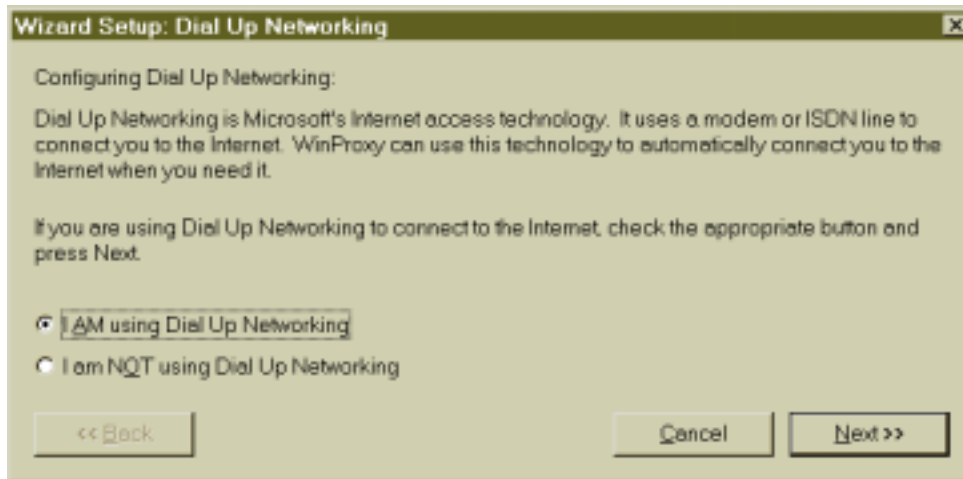 Wizard Setup: Dial Up Networking
Configuring Dial Up Networking:
Dial Up Networking is Microsoft's Internet access technology. It uses a modem or ISDN line to
connect you to the Internet. WinProxy can use this technology to automatically connect you to the
Internet when you need it.
If you are using Dial Up Networking to connect to the Internet, check the appropriate button and
press Next.
I AM using Dial Up Networking
I am NOT using Dial Up Networking
<< Back
Cancel
Next >>